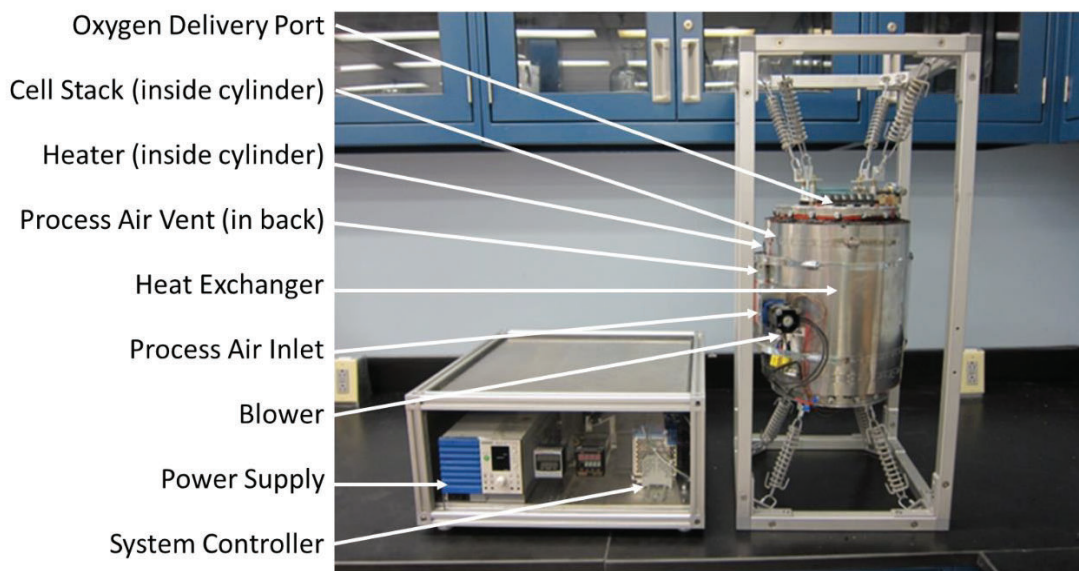 Oxygen Delivery Port
Cell Stack (inside cylinder)
Heater (inside cylinder)
Process Air Vent (in back)
Heat Exchanger
Process Air Inlet
Blower
Power Supply
System Controller